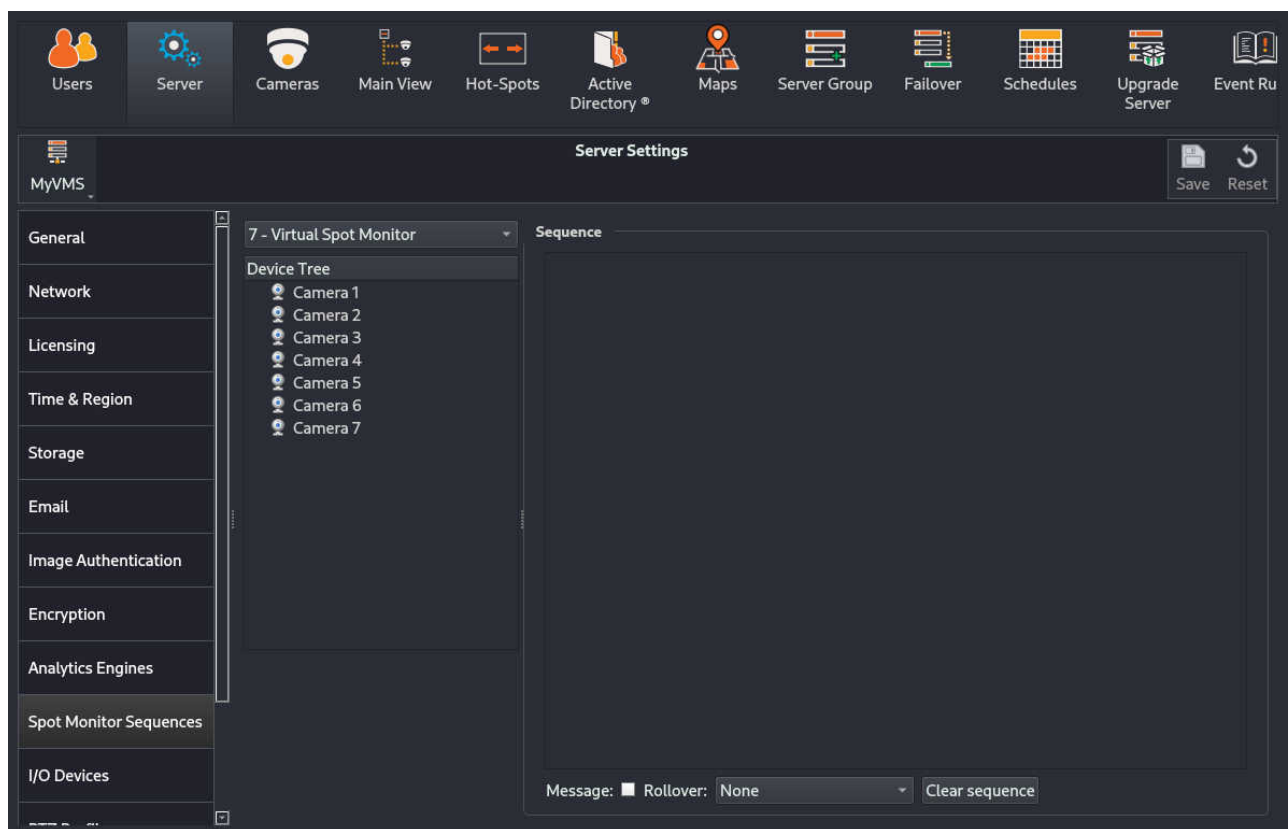 Users
Server
Cameras
Main View
Hot-Spots
Active
Directory ®
Maps
Server Group
Failover
Schedules
Upgrade
Server
Event Ru
MyVMS
Server Settings
Save
Reset
General
Network
Licensing
Time & Region
Storage
Email
Image Authentication
Encryption
Analytics Engines
Spot Monitor Sequences
I/O Devices
7 - Virtual Spot Monitor
Device Tree
Camera 1
Camera 2
Camera 3
Camera 4
Camera 5
Camera 6
Camera 7
Sequence
Message: Rollover: None Clear sequence